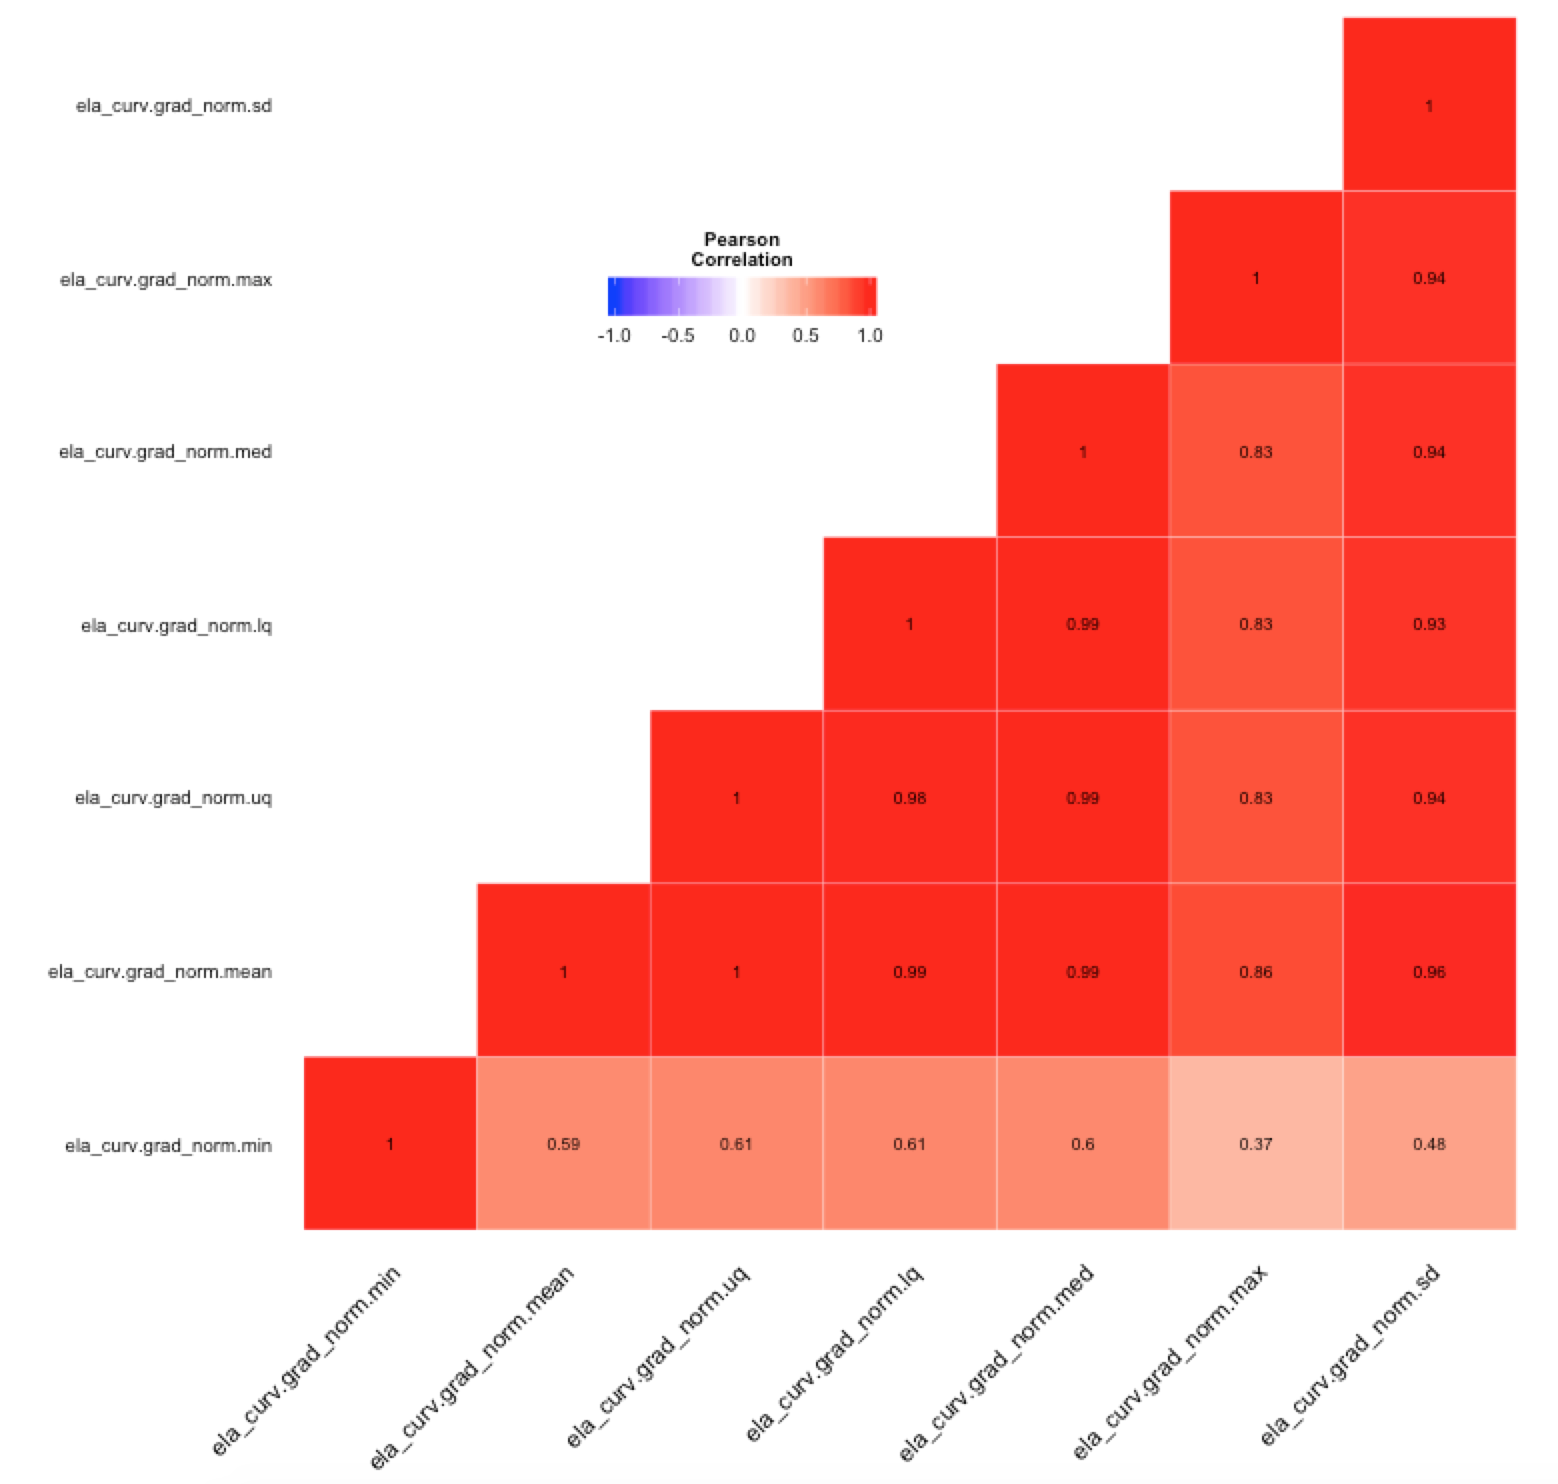 ela_curv.grad_norm.sd
1
Pearson
Correlation
-1.0 -0.5 0.0 0.5 1.0
ela_curv.grad_norm.max
1 0.94
ela_curv.grad_norm.med
1 0.83 0.94
ela_curv.grad_norm.lq
1 0.99 0.83 0.93
ela_curv.grad_norm.uq
1 0.98 0.99 0.83 0.94
ela_curv.grad_norm.mean
1 1 0.99 0.99 0.86 0.96
ela_curv.grad_norm.min
1 0.59 0.61 0.61 0.6 0.37 0.48
ela_curv.grad_norm.min
ela_curv.grad_norm.mean
ela_curv.grad_norm.uq
ela_curv.grad_norm.lq
ela_curv.grad_norm.med
ela_curv.grad_norm.max
ela_curv.grad_norm.sd